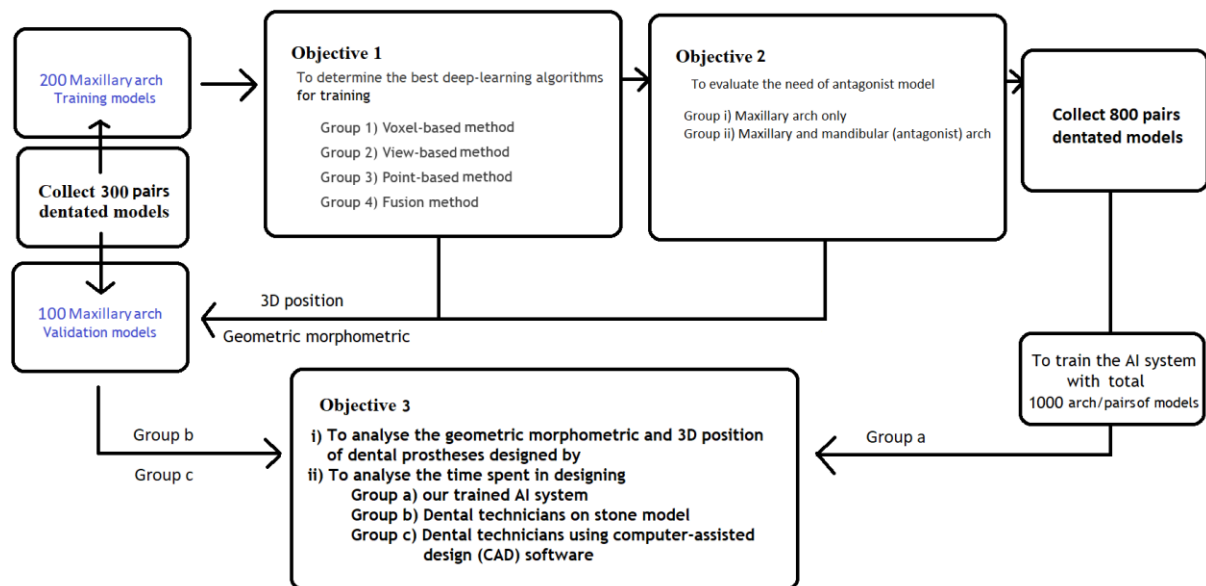 200 Maxillary arch
Training models
Collect 300 pairs
dentated models
100 Maxillary arch
Validation models
Objective 1
To determine the best deep-learning algorithms
for training
Group 1) Voxel-based method
Group 2) View-based method
Group 3) Point-based method
Group 4) Fusion method
Objective 2
To evaluate the need of antagonist model
Group i) Maxillary arch only
Group ii) Maxillary and mandibular (antagonist) arch
Collect 800 pairs
dentated models
3D position
Geometric morphometric
To train the AI system
with total
1000 arch/pairs of models
Group b
Group c
Group a
Objective 3
i) To analyse the geometric morphometric and 3D position
of dental prostheses designed by
ii) To analyse the time spent in designing
Group a) our trained AI system
Group b) Dental technicians on stone model
Group c) Dental technicians using computer-assisted
design (CAD) software